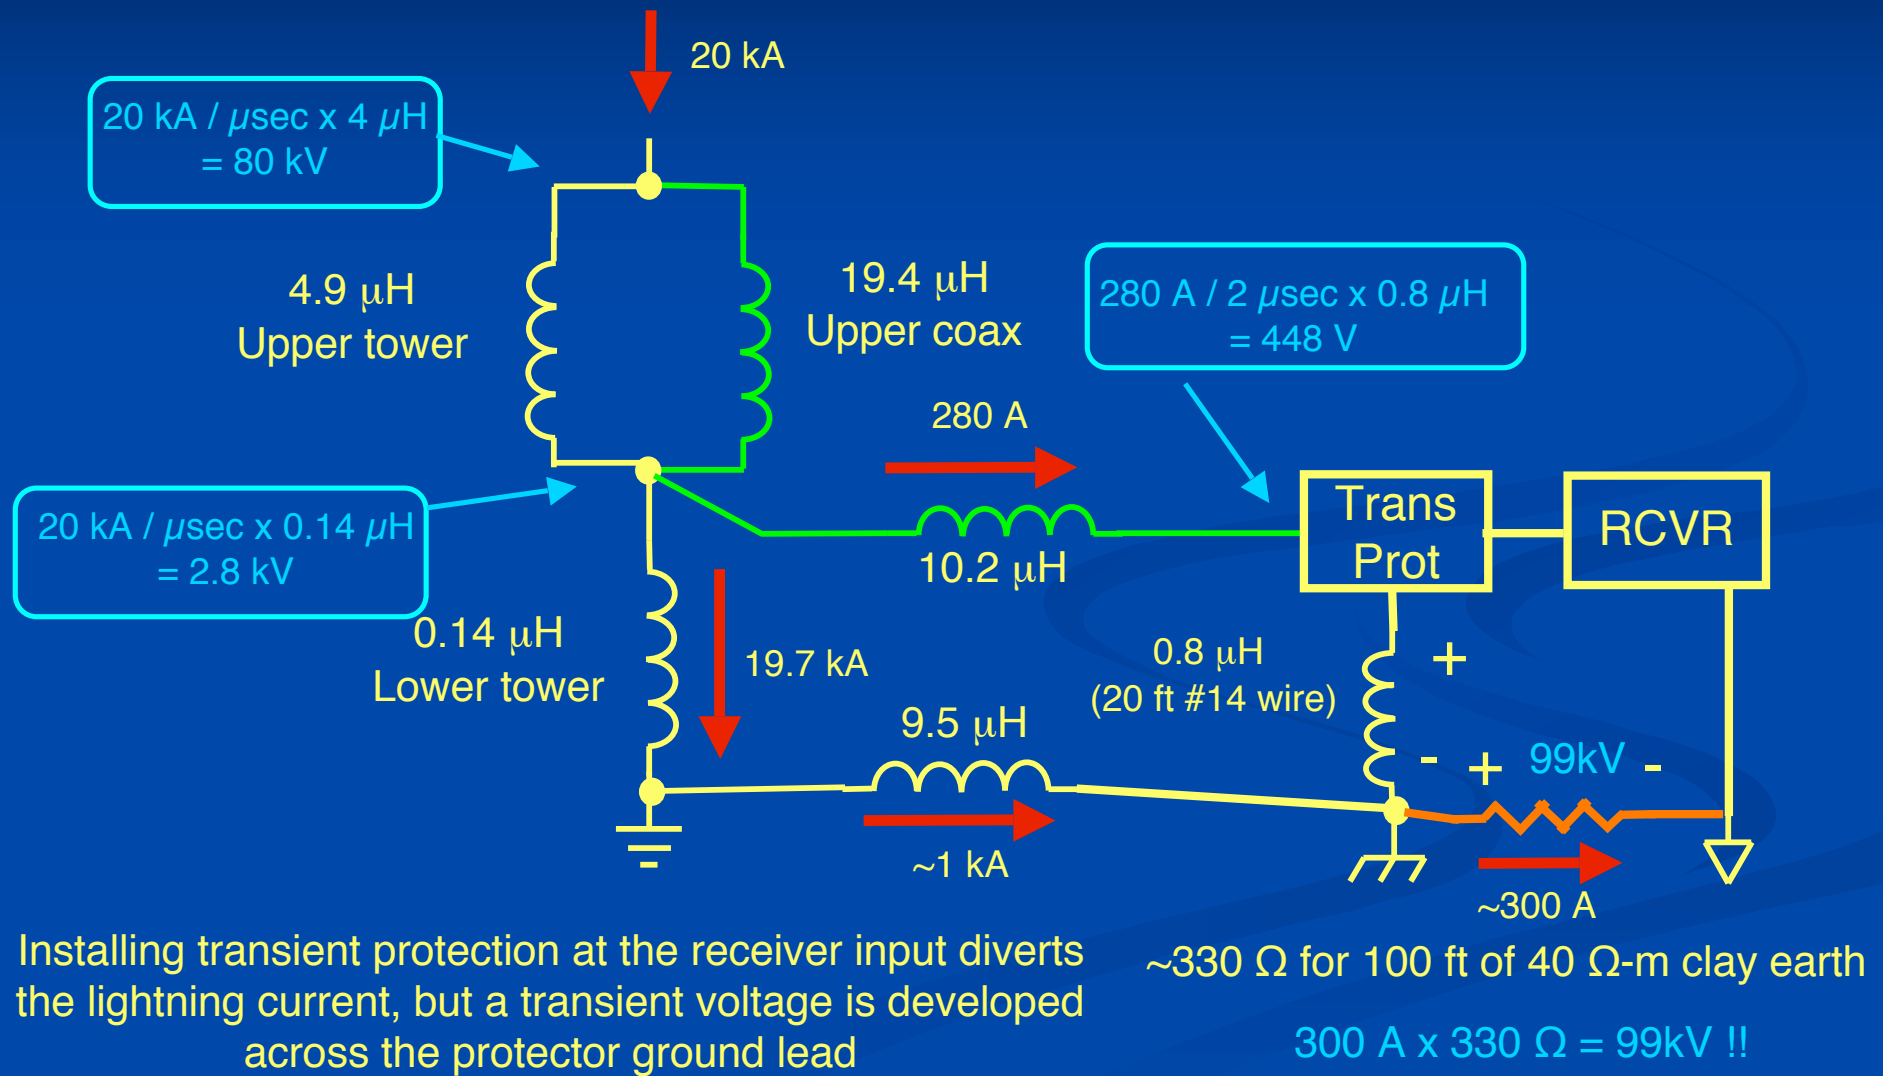 20 kA
20 kA / µsec x 4 µH
= 80 kV
4.9 µH
Upper tower
19.4 µH
Upper coax
280 A / 2 µsec x 0.8 µH
= 448 V
280 A
20 kA / µsec x 0.14 µH
= 2.8 kV
Trans
Prot
RCVR
10.2 µH
0.14 µH
Lower tower
19.7 kA
0.8 µH
(20 ft #14 wire)
+
-
9.5 µH
+ 99kV -
~1 kA
~300 A
Installing transient protection at the receiver input diverts
the lightning current, but a transient voltage is developed
across the protector ground lead
~330 Ω for 100 ft of 40 Ω-m clay earth
300 A x 330 Ω = 99kV !!